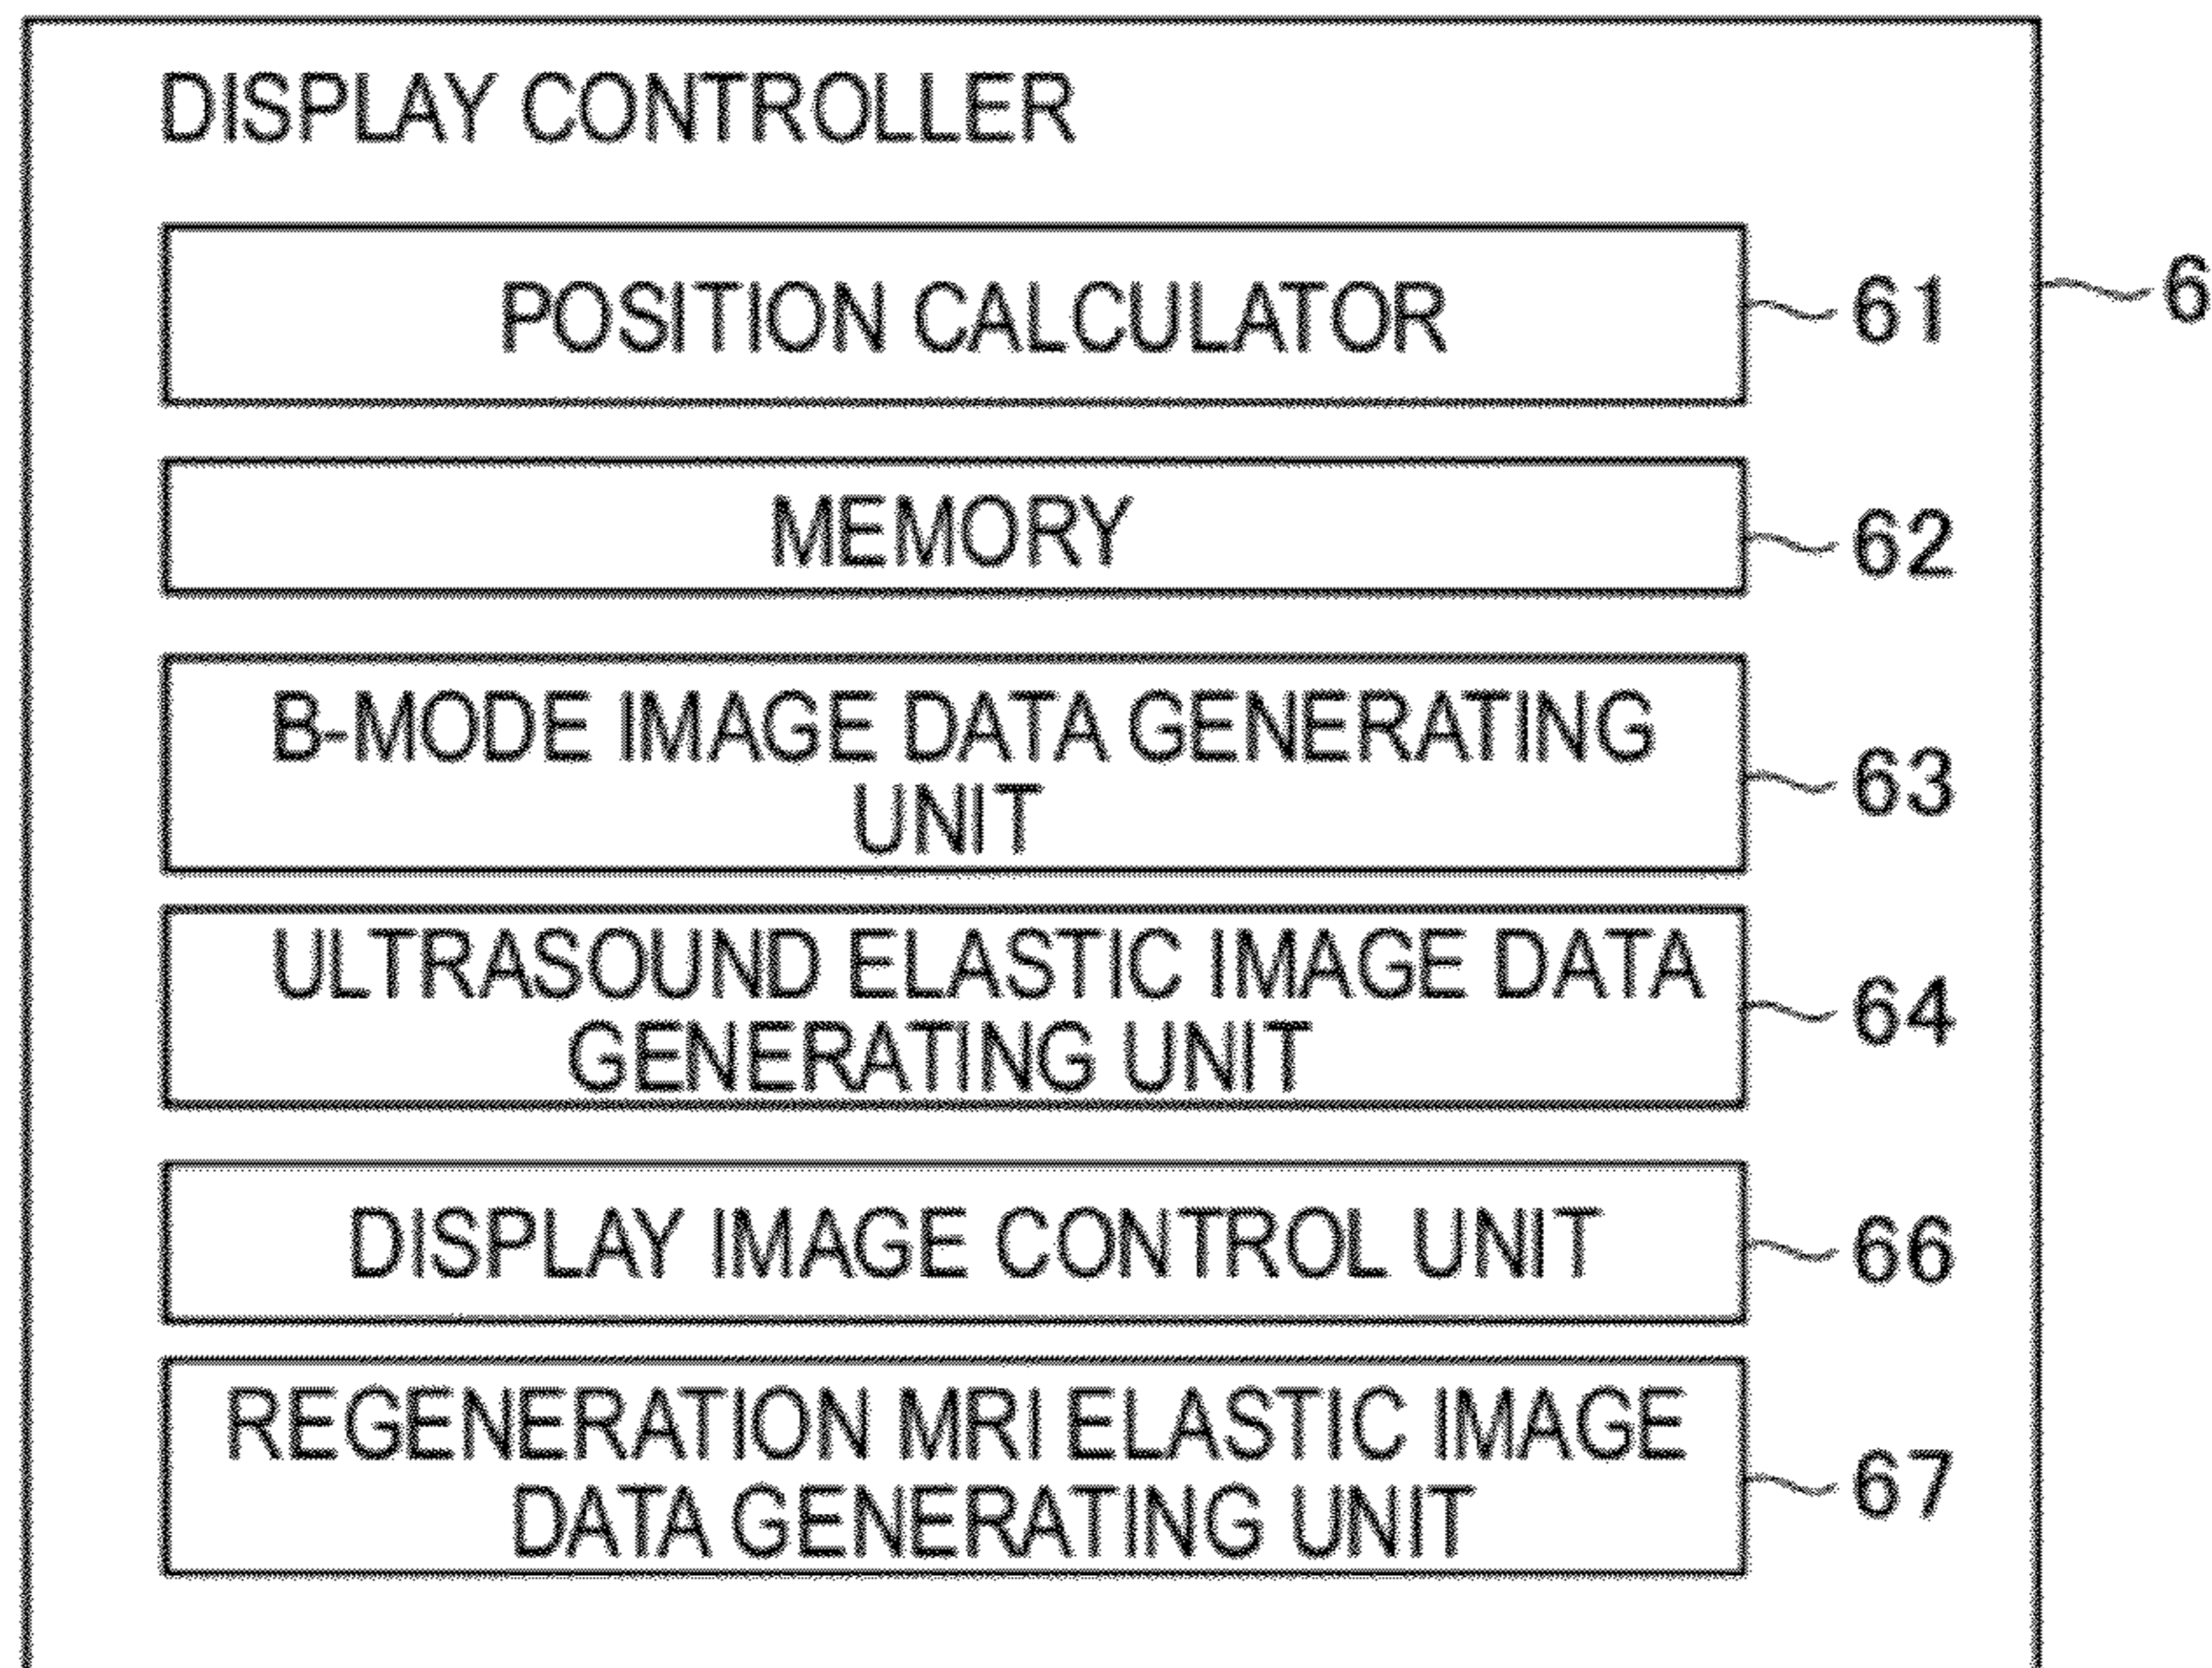 DISPLAY CONTROLLER
POSITION CALCULATOR
61
6
MEMORY
62
B-MODE IMAGE DATA GENERATING
UNIT
63
ULTRASOUND ELASTIC IMAGE DATA
GENERATING UNIT
64
DISPLAY IMAGE CONTROL UNIT
66
REGENERATION MRI ELASTIC IMAGE
DATA GENERATING UNIT
67